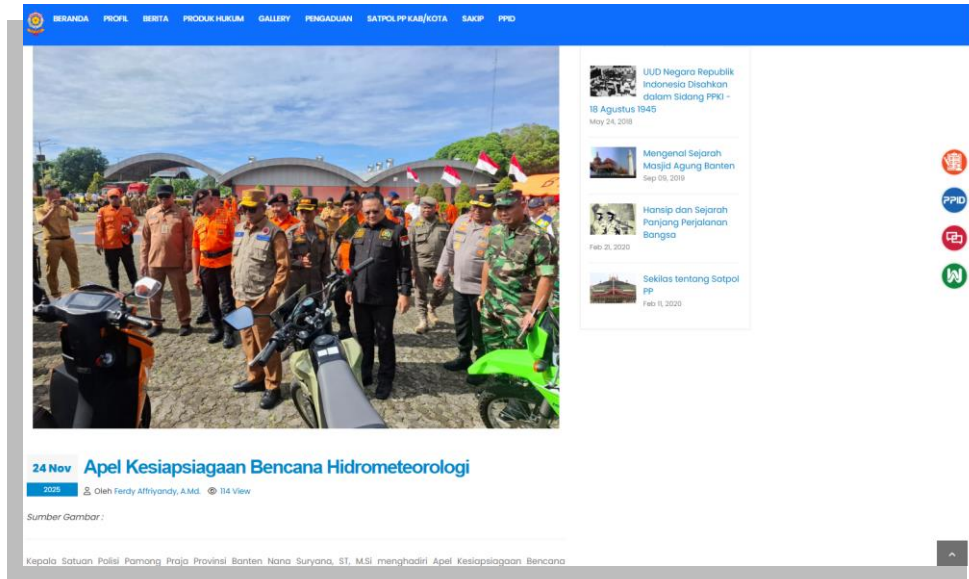 BERANDA PROFIL BERITA PRODUK HUKUM GALLERY PENGADUAN SATPOL PP KAB/KOTA SAKIP PPID
UUD Negara Republik
Indonesia Disahkan
dalam Sidang PPKI -
18 Agustus 1945
May 24, 2018
Mengenal Sejarah
Masjid Agung Banten
Sep 09, 2019
Hansip dan Sejarah
Panjang Perjalanan
Bangsa
Feb 21, 2020
Sekilas tentang Satpol
PP
Feb 11, 2020
PPID
24 Nov
2025
Apel Kesiapsiagaan Bencana Hidrometeorologi
Oleh Ferdy Affriyandy, A.Md. 114 View
Sumber Gambar :
Kepala Satuan Polisi Pamong Praja Provinsi Banten Nana Suryana, ST, M.Si menghadiri Apel Kesiapsiagaan Bencana